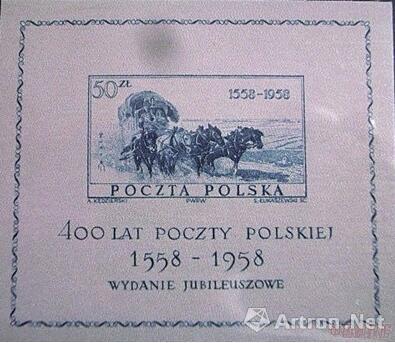 50 ZŁ
1558-1958
POCZTA POLSKA
A. KĘDZIERSKI PWPW S. ŁUKASZEWSKI SC.
400 LAT POCZTY POLSKIEJ
1558 - 1958
WYDANIE JUBILEUSZOWE
Artron.Net